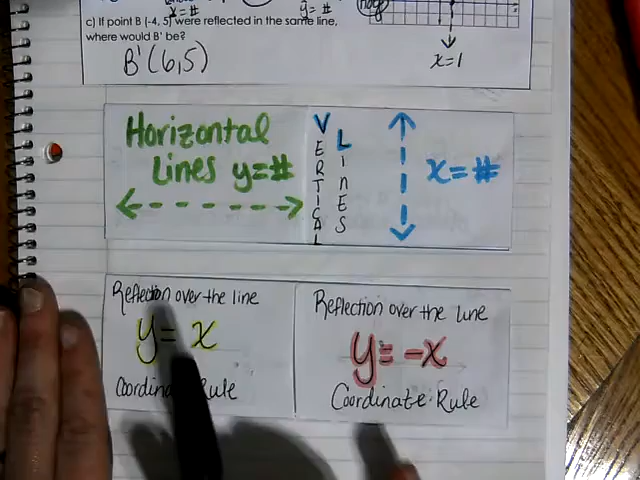 x=#
y=#
c) If point B (-4, 5) were reflected in the same line,
where would B' be?
B'(6,5)
x=1
Horizontal
Lines y=#
VERTICAL
LINES
x=#
Reflection over the line
y= x
Coordinate Rule
Reflection over the line
y= -x
Coordinate Rule